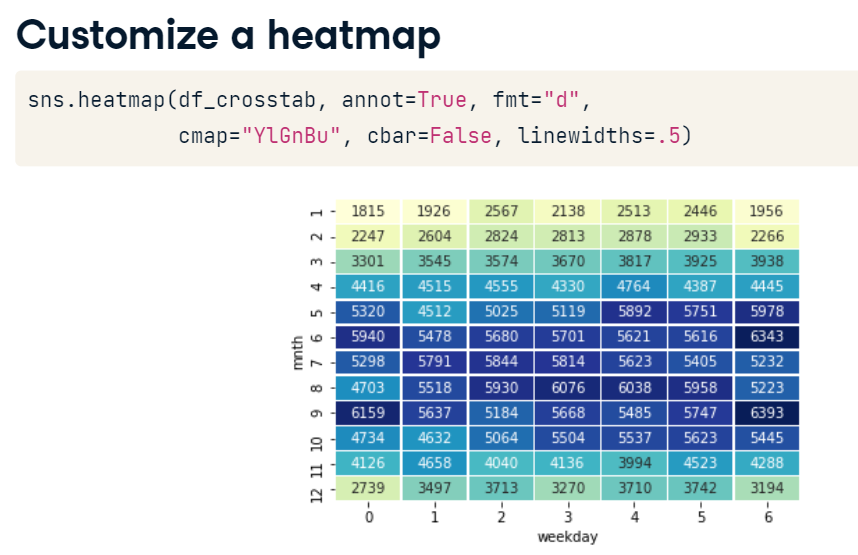 Customize a heatmap
sns.heatmap(df_crosstab, annot=True, fmt="d",
cmap="YlGnBu", cbar=False, linewidths=.5)
1 1815 1926 2567 2138 2513 2446 1956
2 2247 2604 2824 2813 2878 2933 2266
3 3301 3545 3574 3670 3817 3925 3938
4 4416 4515 4555 4330 4764 4387 4445
5 5320 4512 5025 5119 5892 5751 5978
6 5940 5478 5680 5701 5621 5616 6343
mnth
7 5298 5791 5844 5814 5623 5405 5232
8 4703 5518 5930 6076 6038 5958 5223
9 6159 5637 5184 5668 5485 5747 6393
10 4734 4632 5064 5504 5537 5623 5445
11 4126 4658 4040 4136 3994 4523 4288
12 2739 3497 3713 3270 3710 3742 3194
0 1 2 3 4 5 6
weekday